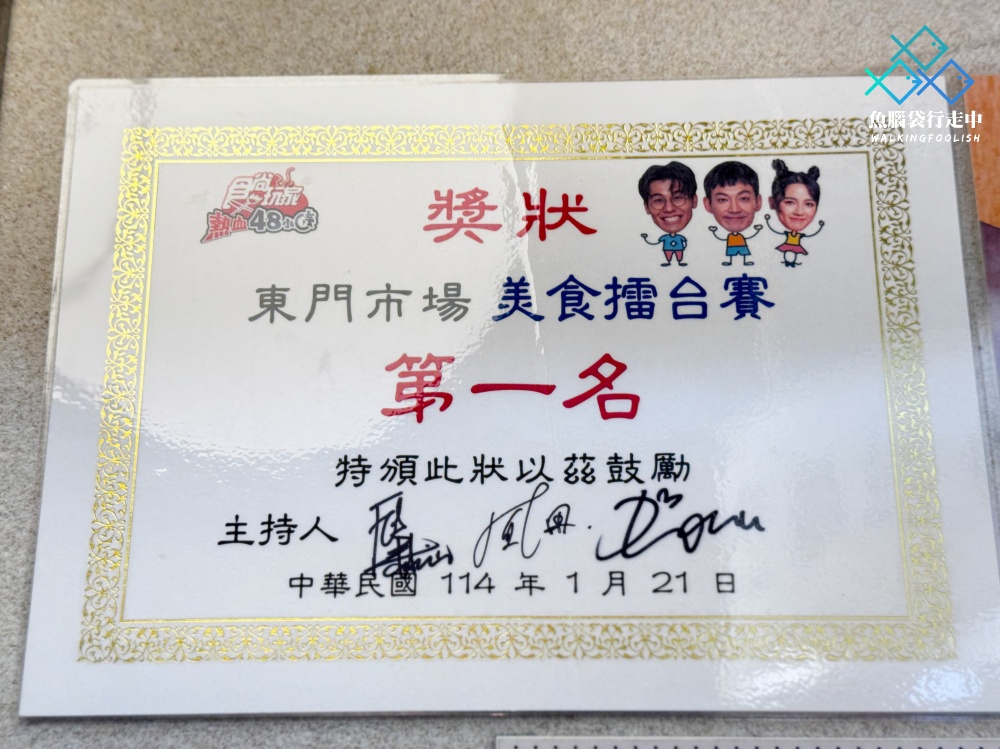 魚腦袋行走中
WALKINGFOOLISH
食尚玩家
熱血48小時
獎狀
東門市場 美食擂台賽
第一名
特頒此狀以茲鼓勵
主持人
中華民國 114 年 1 月 21 日